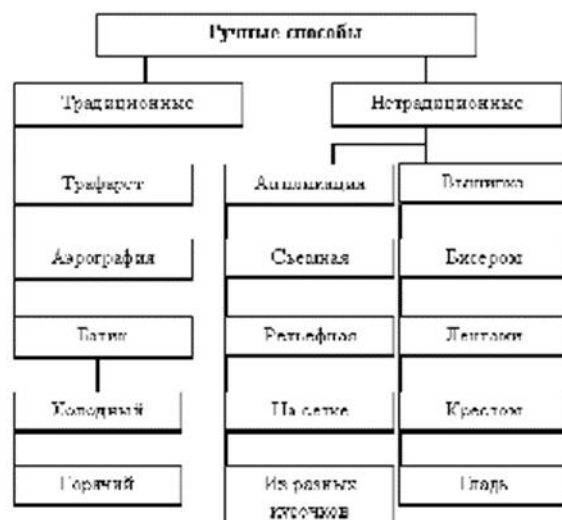 Ручные способы
Традиционные
Нетрадиционные
Трафарет
Аппликация
Вышивка
Аэрография
Съемная
Бисером
Батик
Рельефная
Лентами
Холодный
На сетке
Крестом
Горячий
Из разных
кусочков
Гладь